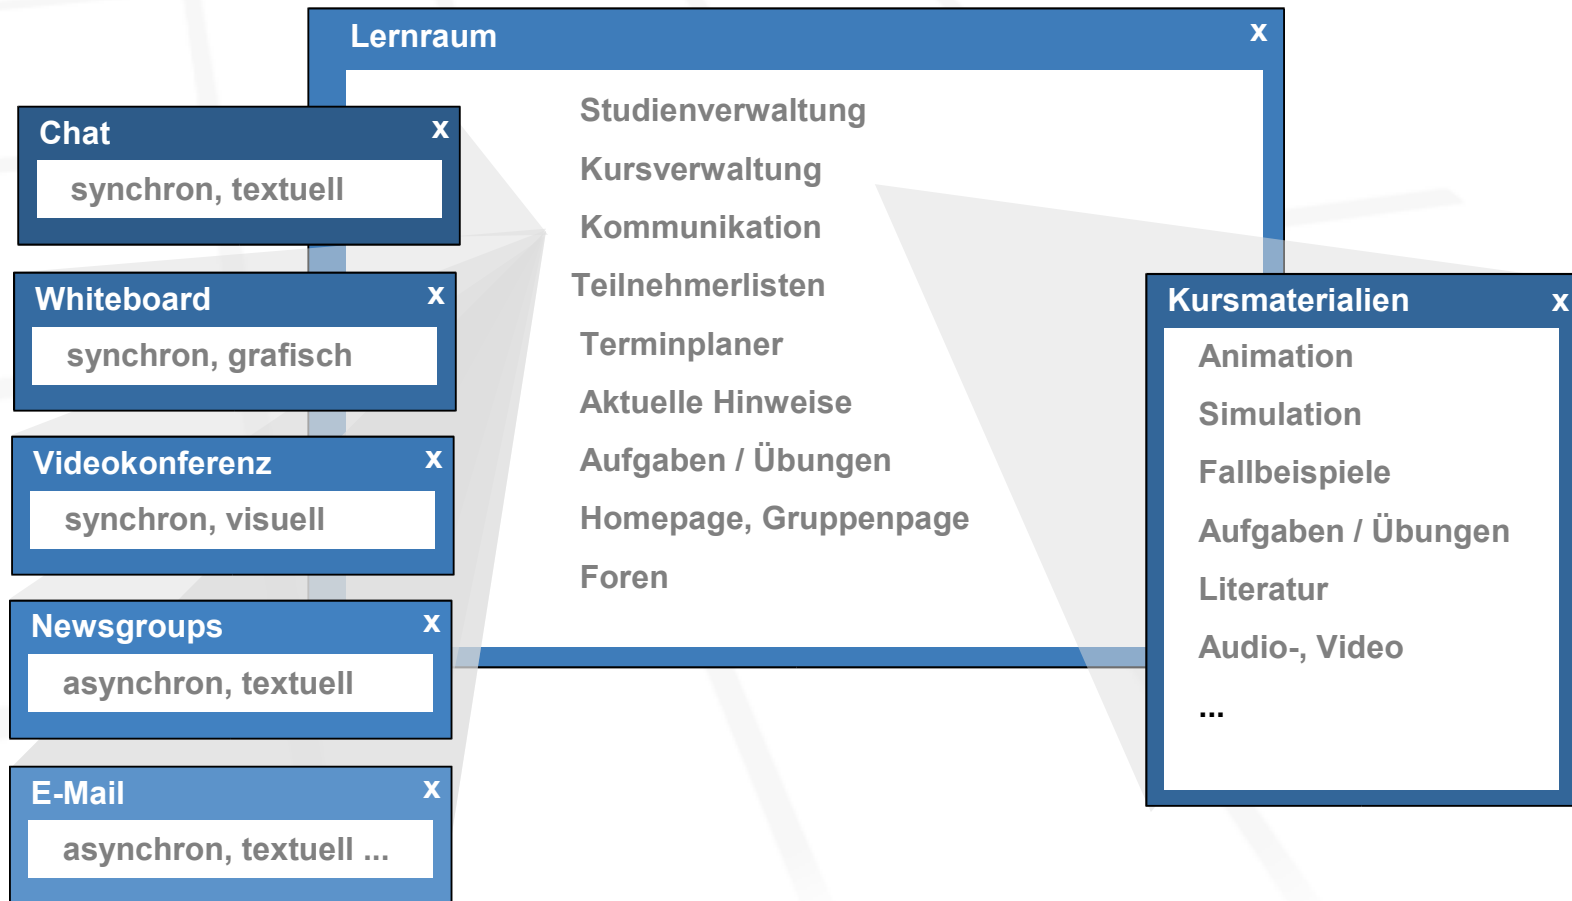 Lernraum x
Studienverwaltung
Kursverwaltung
Kommunikation
Teilnehmerlisten
Terminplaner
Aktuelle Hinweise
Aufgaben / Übungen
Homepage, Gruppenpage
Foren
Chat x
synchron, textuell
Whiteboard x
synchron, grafisch
Videokonferenz x
synchron, visuell
Newsgroups x
asynchron, textuell
E-Mail x
asynchron, textuell ...
Kursmaterialien x
Animation
Simulation
Fallbeispiele
Aufgaben / Übungen
Literatur
Audio-, Video
...